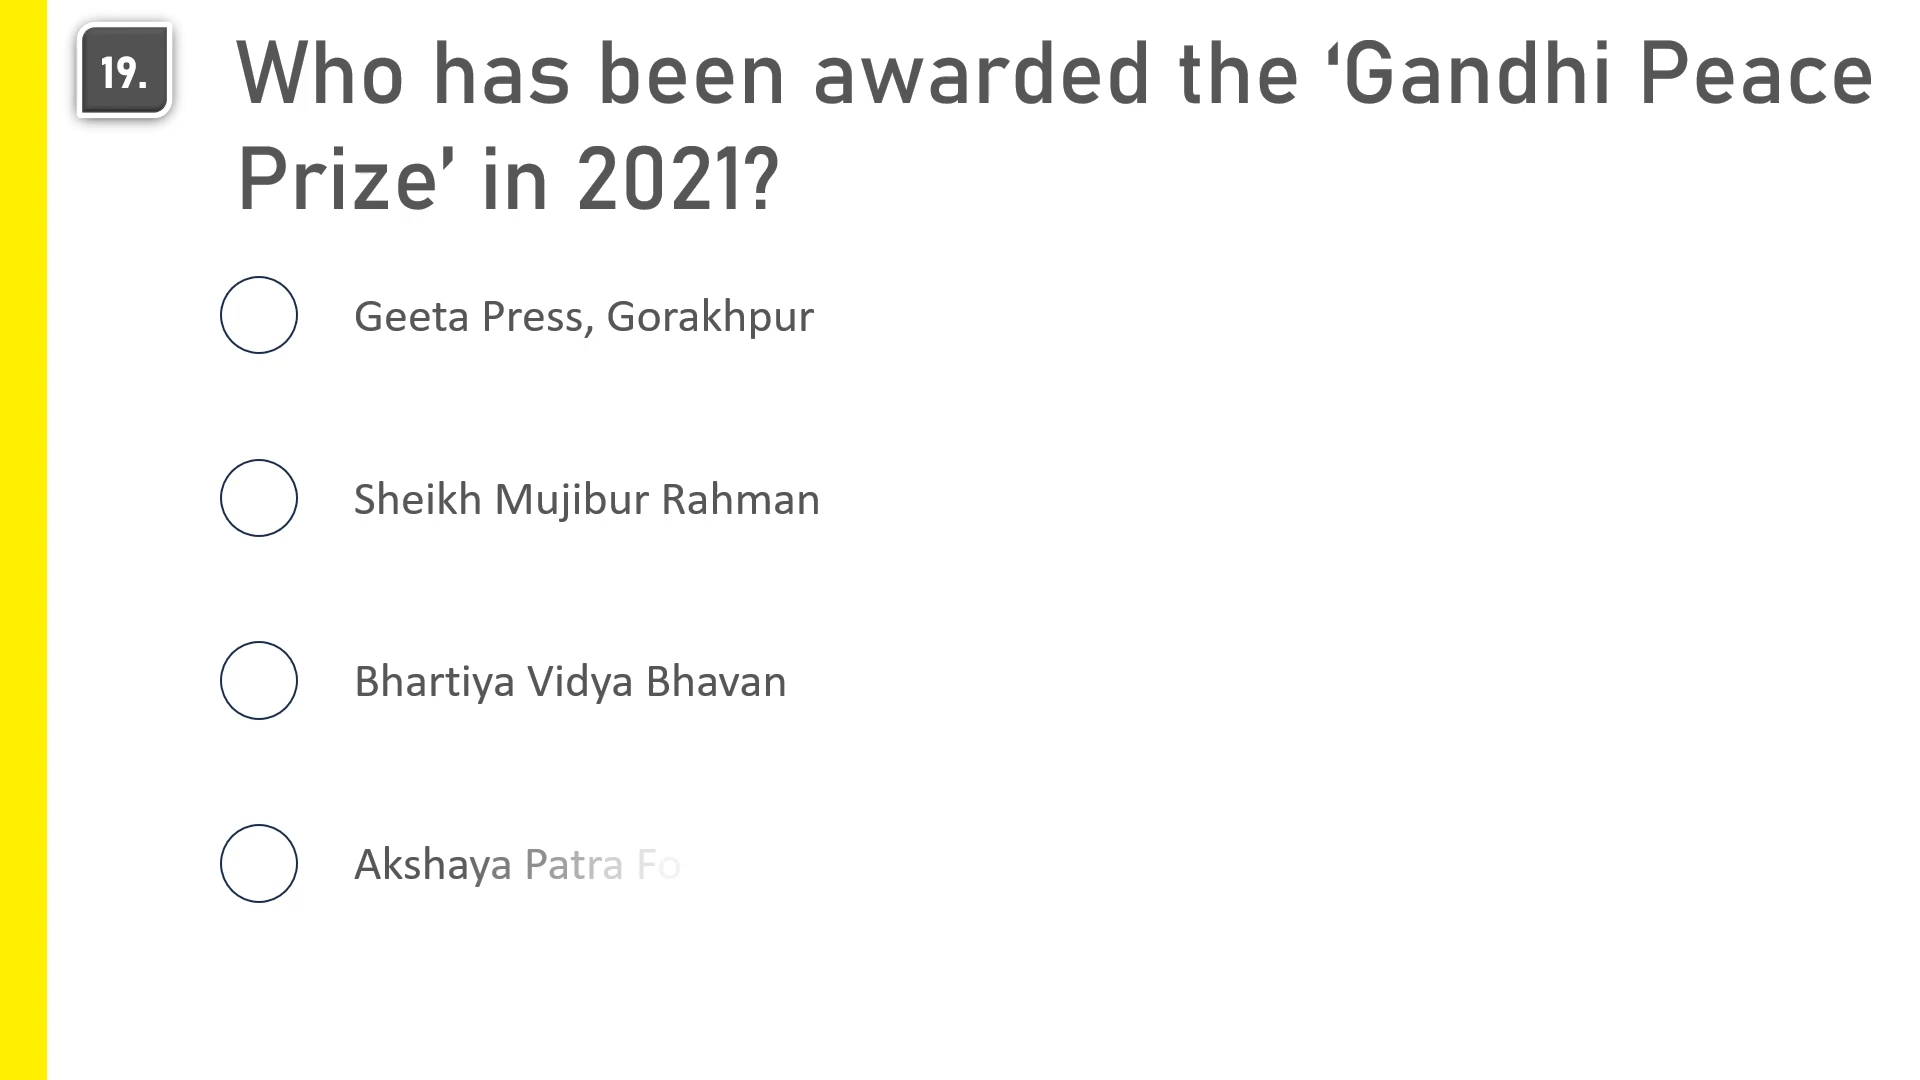 19.
Who has been awarded the ‘Gandhi Peace
Prize’ in 2021?
Geeta Press, Gorakhpur
Sheikh Mujibur Rahman
Bhartiya Vidya Bhavan
Akshaya Patra Fo